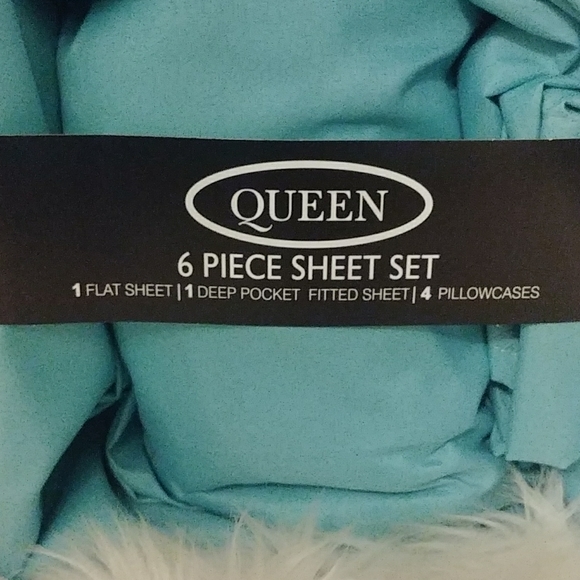 QUEEN
6 PIECE SHEET SET
1 FLAT SHEET | 1 DEEP POCKET FITTED SHEET | 4 PILLOWCASES